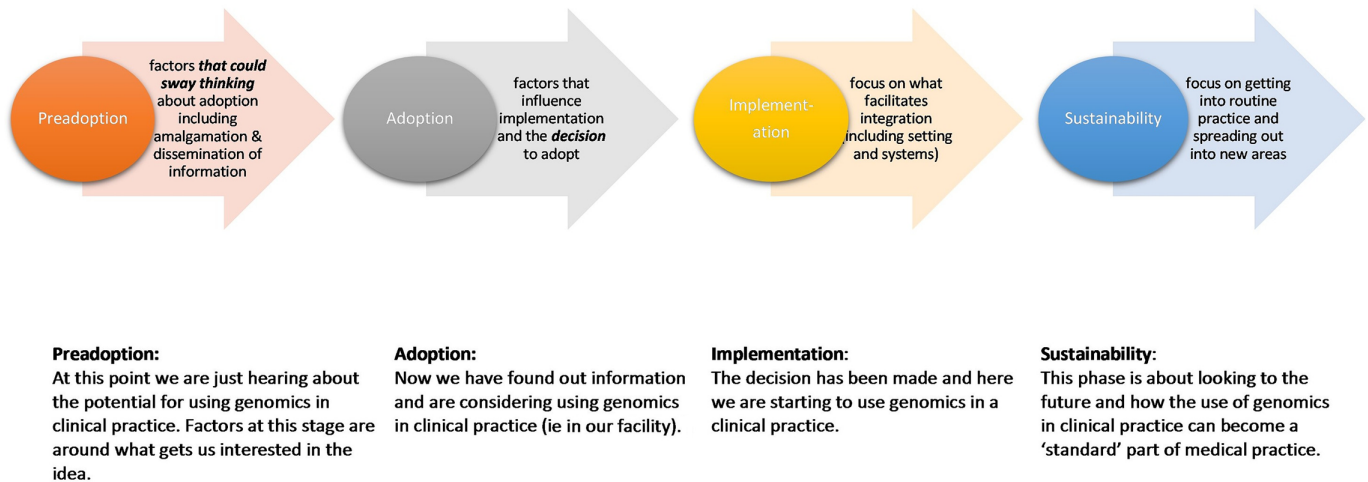 Preadoption
factors that could
sway thinking
about adoption
including
amalgamation &
dissemination of
information
Adoption
factors that
influence
implementation
and the decision
to adopt
Implement-
ation
focus on what
facilitates
integration
(including setting
and systems)
Sustainability
focus on getting
into routine
practice and
spreading out
into new areas
Preadoption:
At this point we are just hearing about
the potential for using genomics in
clinical practice. Factors at this stage are
around what gets us interested in the
idea.
Adoption:
Now we have found out information
and are considering using genomics
in clinical practice (ie in our facility).
Implementation:
The decision has been made and here
we are starting to use genomics in a
clinical practice.
Sustainability:
This phase is about looking to the
future and how the use of genomics
in clinical practice can become a
‘standard’ part of medical practice.